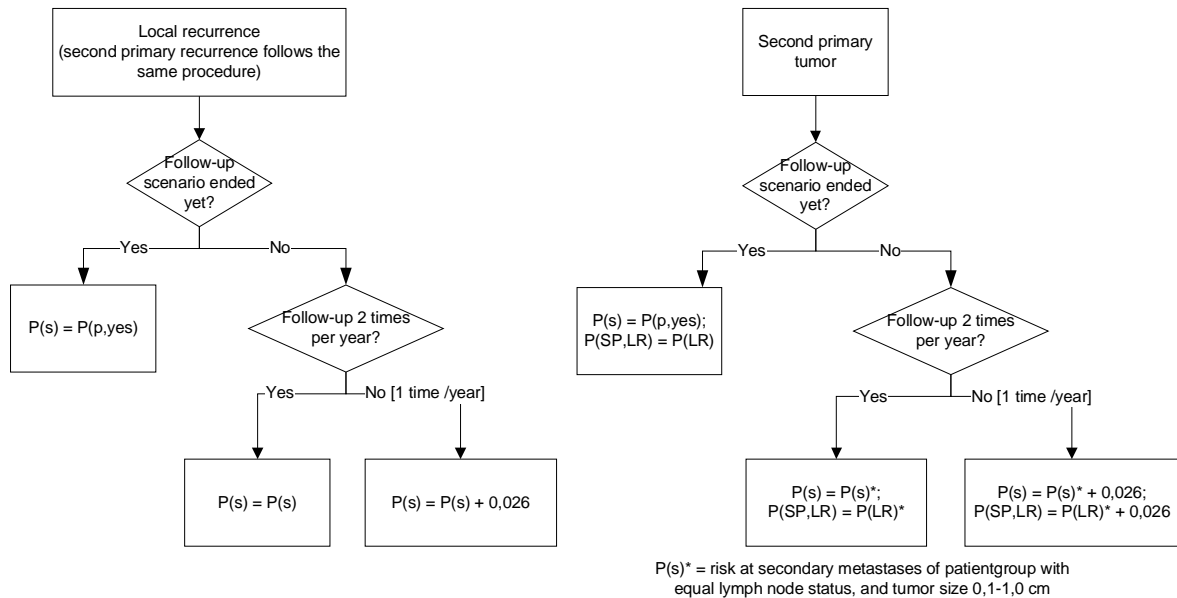 Local recurrence
(second primary recurrence follows the
same procedure)
Follow-up
scenario ended
yet?
Yes
No
P(s) = P(p,yes)
Follow-up 2 times
per year?
Yes
No [1 time /year]
P(s) = P(s)
P(s) = P(s) + 0,026
Second primary
tumor
Follow-up
scenario ended
yet?
Yes
No
P(s) = P(p,yes);
P(SP,LR) = P(LR)
Follow-up 2 times
per year?
Yes
No [1 time /year]
P(s) = P(s)*;
P(SP,LR) = P(LR)*
P(s) = P(s)* + 0,026;
P(SP,LR) = P(LR)* + 0,026
P(s)* = risk at secondary metastases of patientgroup with
equal lymph node status, and tumor size 0,1-1,0 cm